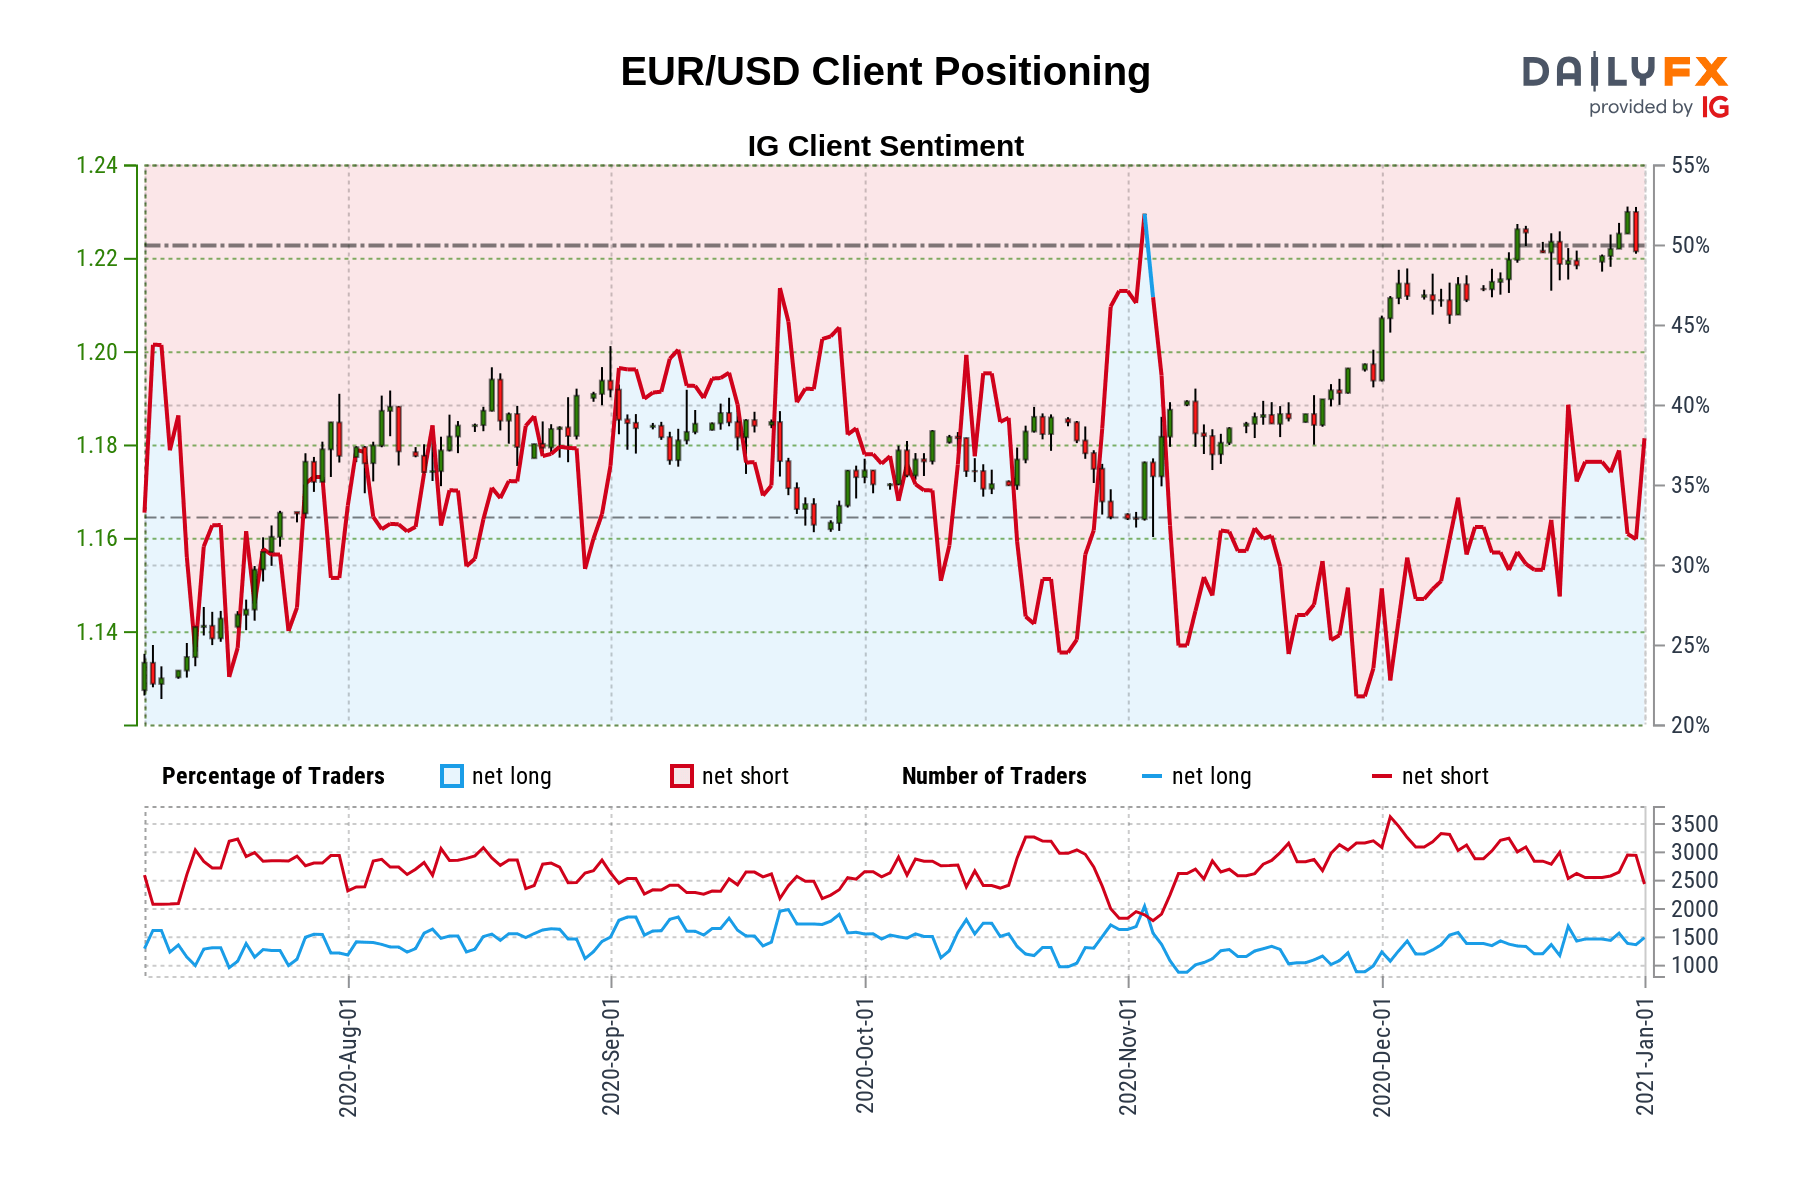 EUR/USD Client Positioning
DAILYFX
provided by IG
IG Client Sentiment
1.24
1.22
1.20
1.18
1.16
1.14
55%
50%
45%
40%
35%
30%
25%
20%
Percentage of Traders net long net short Number of Traders net long net short
3500
3000
2500
2000
1500
1000
2020-Aug-01
2020-Sep-01
2020-Oct-01
2020-Nov-01
2020-Dec-01
2021-Jan-01